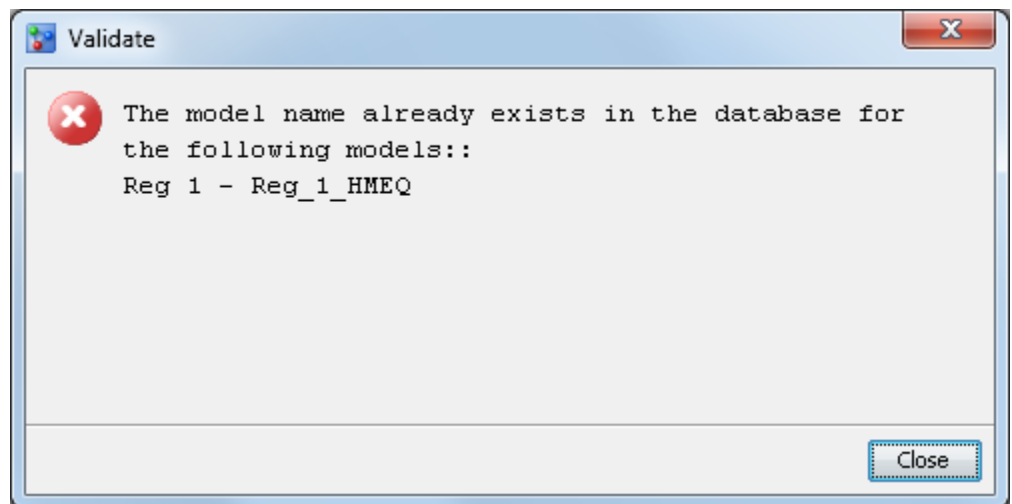 Validate
The model name already exists in the database for
the following models::
Reg 1 - Reg_1_HMEQ
Close